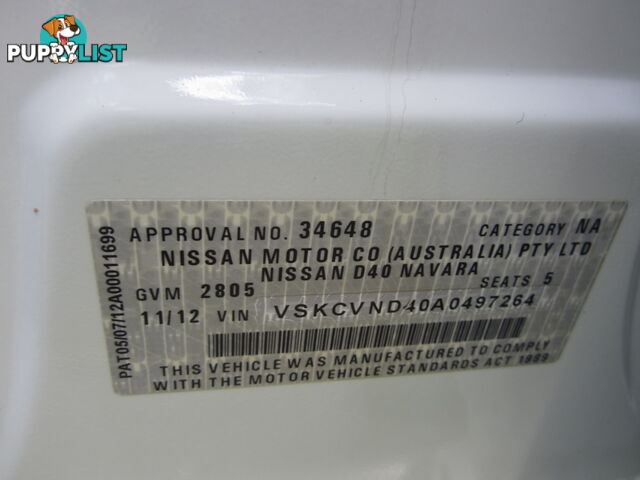 PUPPYLIST
APPROVAL NO. 34648 CATEGORY NA
NISSAN MOTOR CO (AUSTRALIA) PTY LTD
NISSAN D40 NAVARA
GVM 2805 SEATS 5
11/12 VIN VSKCVND40A0497264
THIS VEHICLE WAS MANUFACTURED TO COMPLY
WITH THE MOTOR VEHICLE STANDARDS ACT 1989
PAT05/07/12A00011699